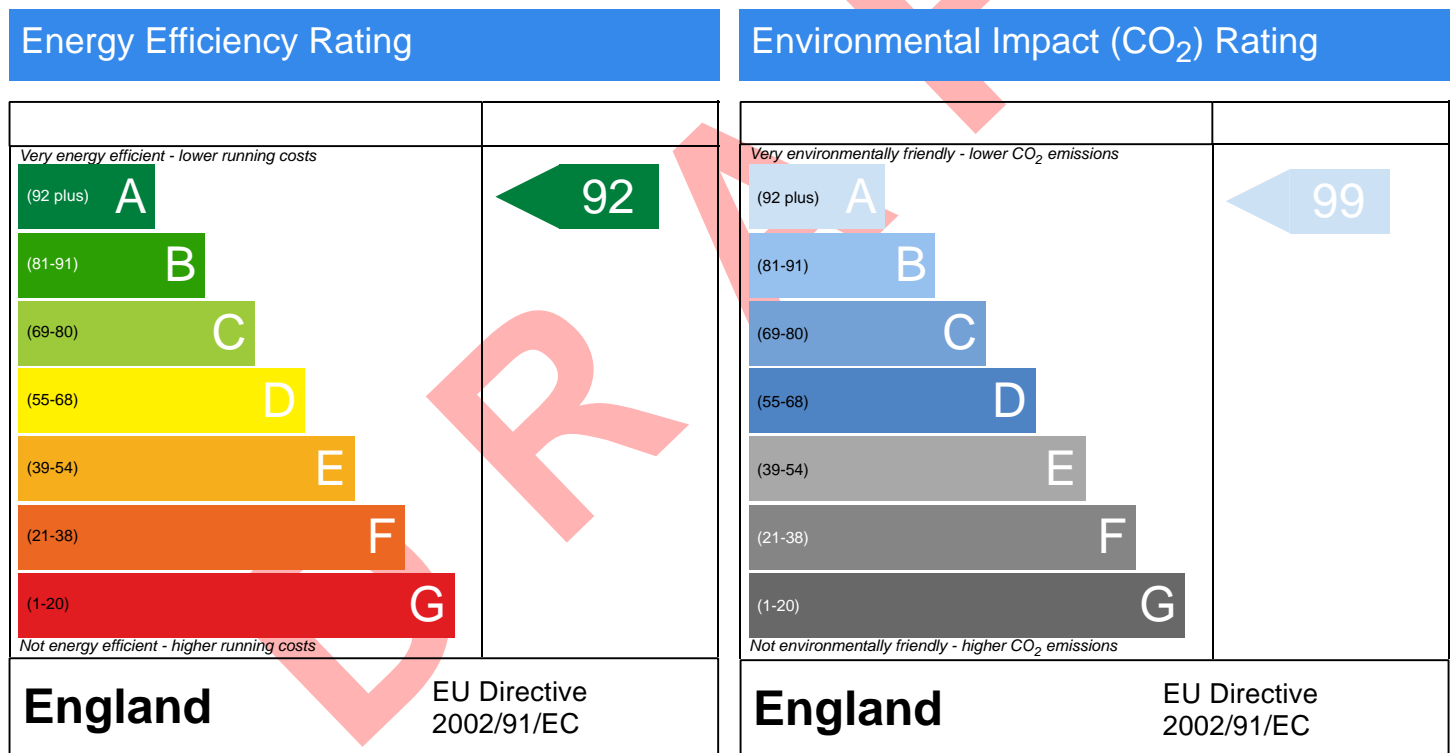 Energy Efficiency Rating
Very energy efficient - lower running costs
(92 plus) A
92
(81-91) B
(69-80) C
(55-68) D
(39-54) E
(21-38) F
(1-20) G
Not energy efficient - higher running costs
England
EU Directive
2002/91/EC
Environmental Impact (CO₂) Rating
Very environmentally friendly - lower CO₂ emissions
(92 plus) A
99
(81-91) B
(69-80) C
(55-68) D
(39-54) E
(21-38) F
(1-20) G
Not environmentally friendly - higher CO₂ emissions
England
EU Directive
2002/91/EC